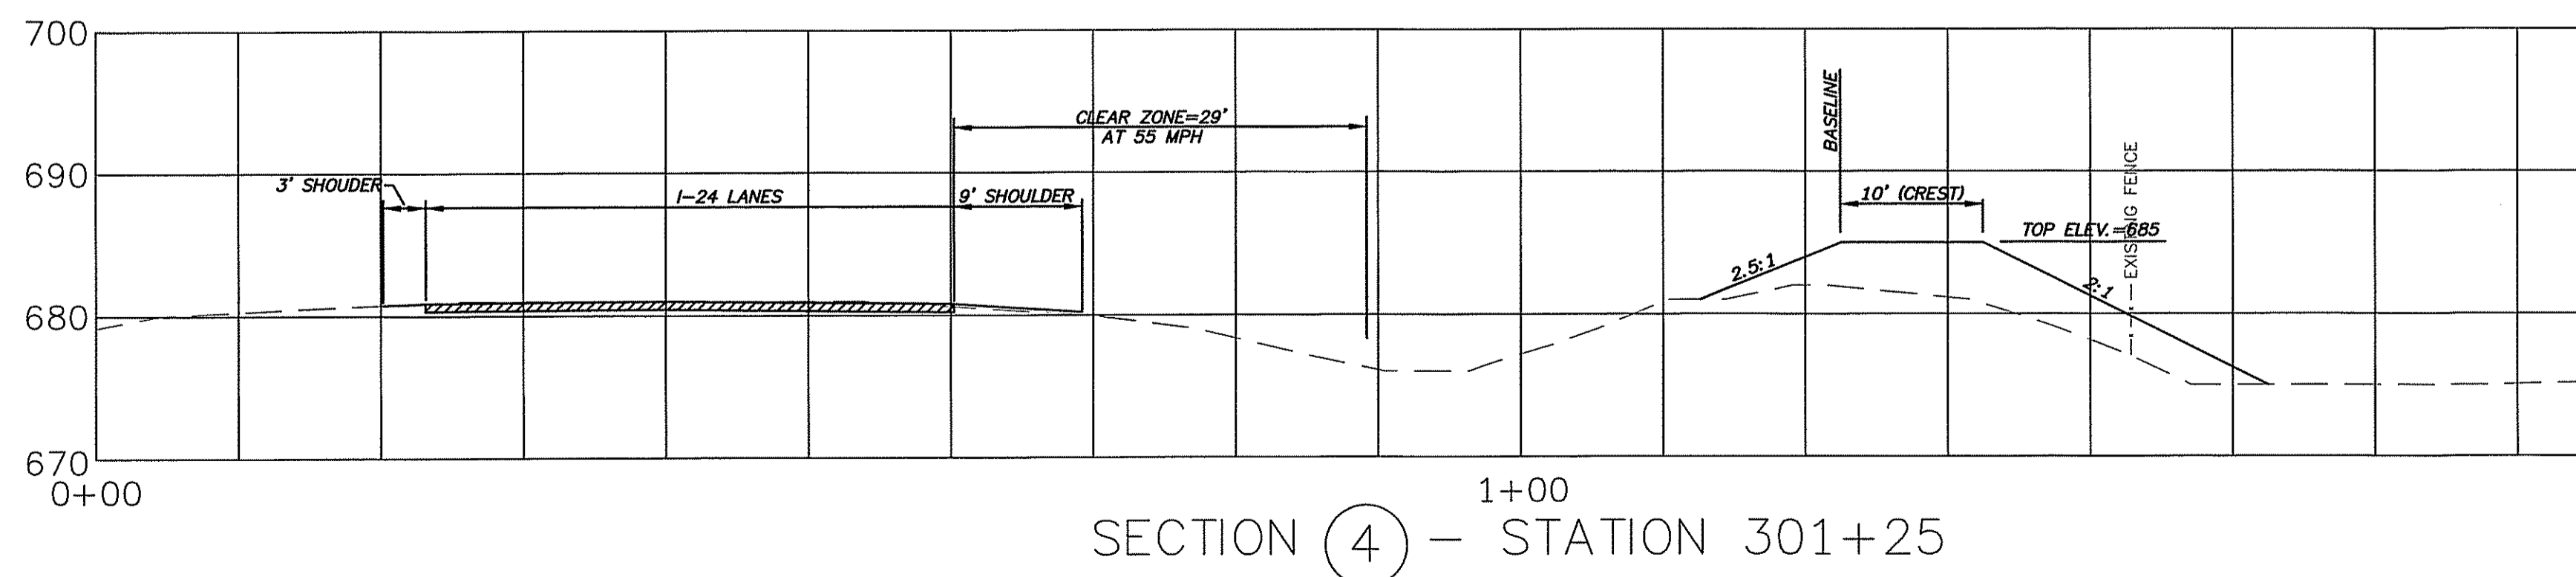 700
CLEAR ZONE=29'
AT 55 MPH
BASELINE
690
3' SHOUDER
I-24 LANES
9' SHOULDER
10' (CREST)
EXISTING FENCE
TOP ELEV.=685
2.5:1
2:1
680
670
0+00
1+00
SECTION 4 - STATION 301+25